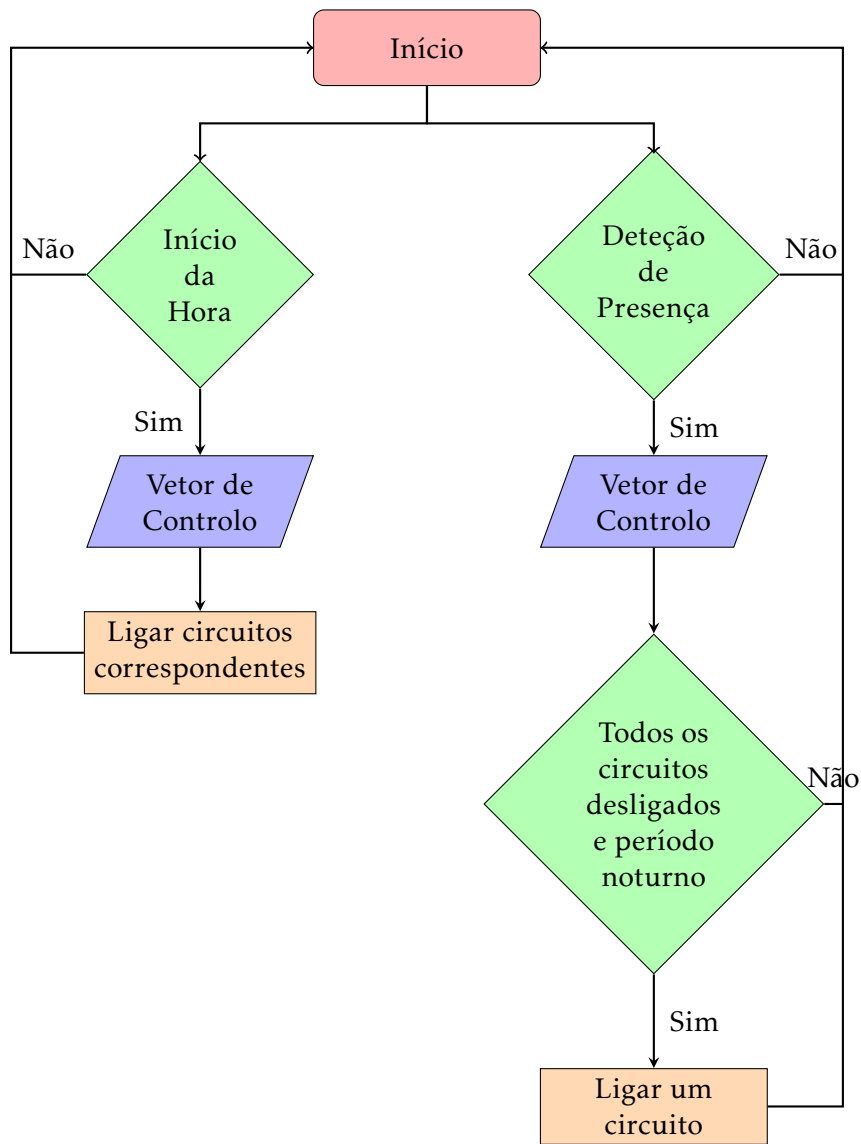 Início
Início
da
Hora
Não
Sim
Vetor de
Controlo
Ligar circuitos
correspondentes
Deteção
de
Presença
Não
Sim
Vetor de
Controlo
Todos os
circuitos
desligados
e período
noturno
Não
Sim
Ligar um
circuito